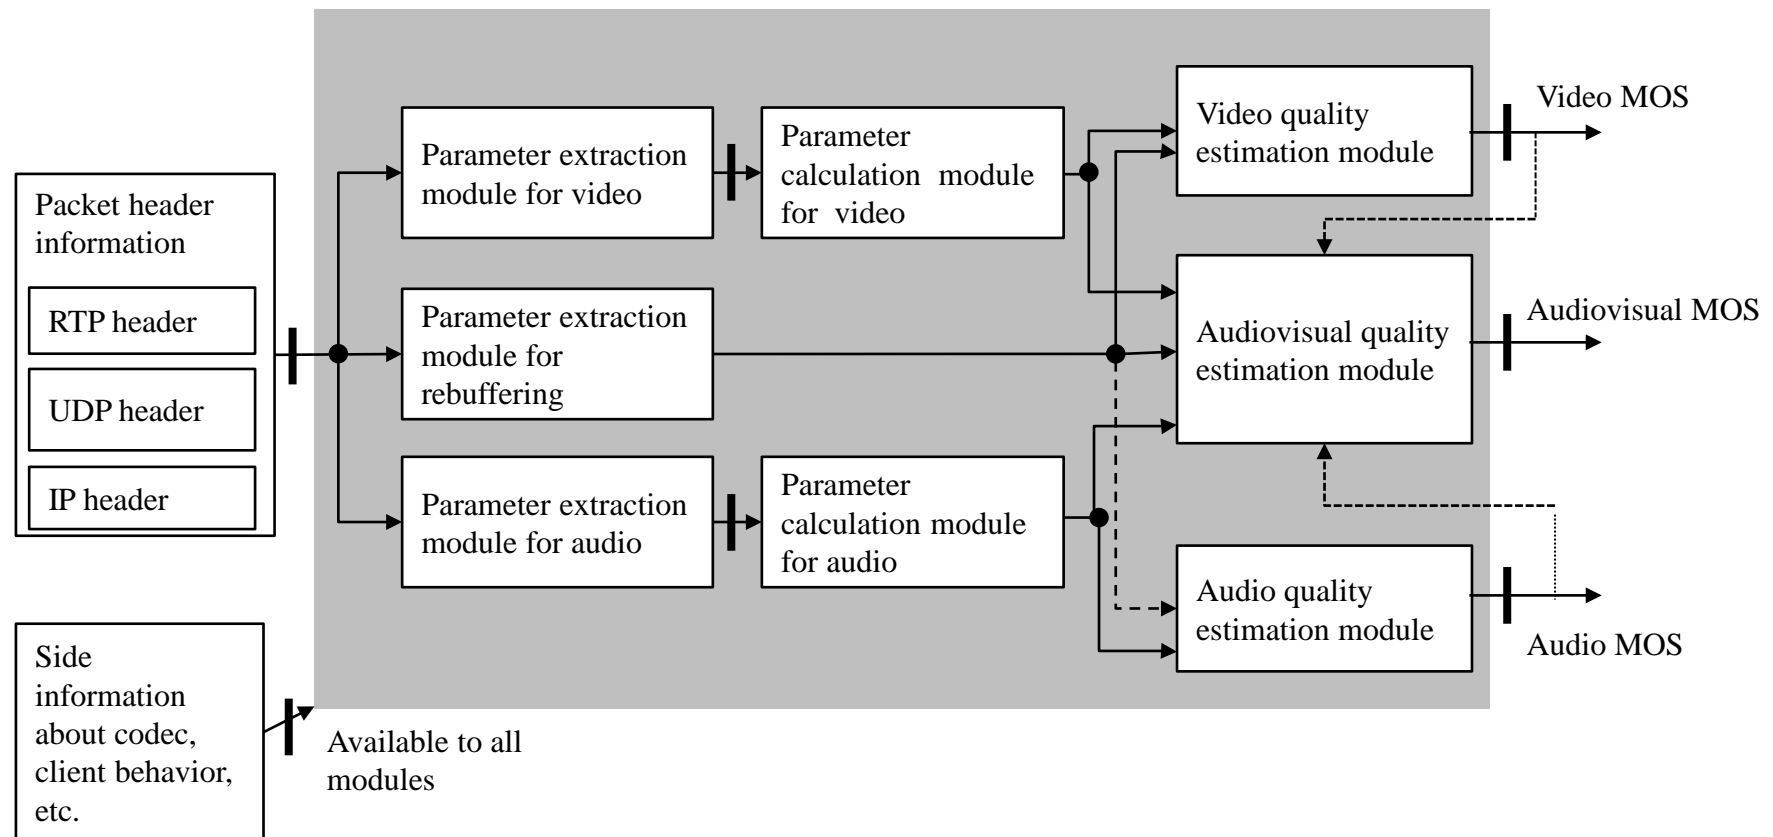 Packet header
information
RTP header
UDP header
IP header
Side
information
about codec,
client behavior,
etc.
Available to all
modules
Parameter extraction
module for video
Parameter
calculation module
for video
Parameter extraction
module for
rebuffering
Parameter extraction
module for audio
Parameter
calculation module
for audio
Video quality
estimation module
Audiovisual quality
estimation module
Audio quality
estimation module
Video MOS
Audiovisual MOS
Audio MOS